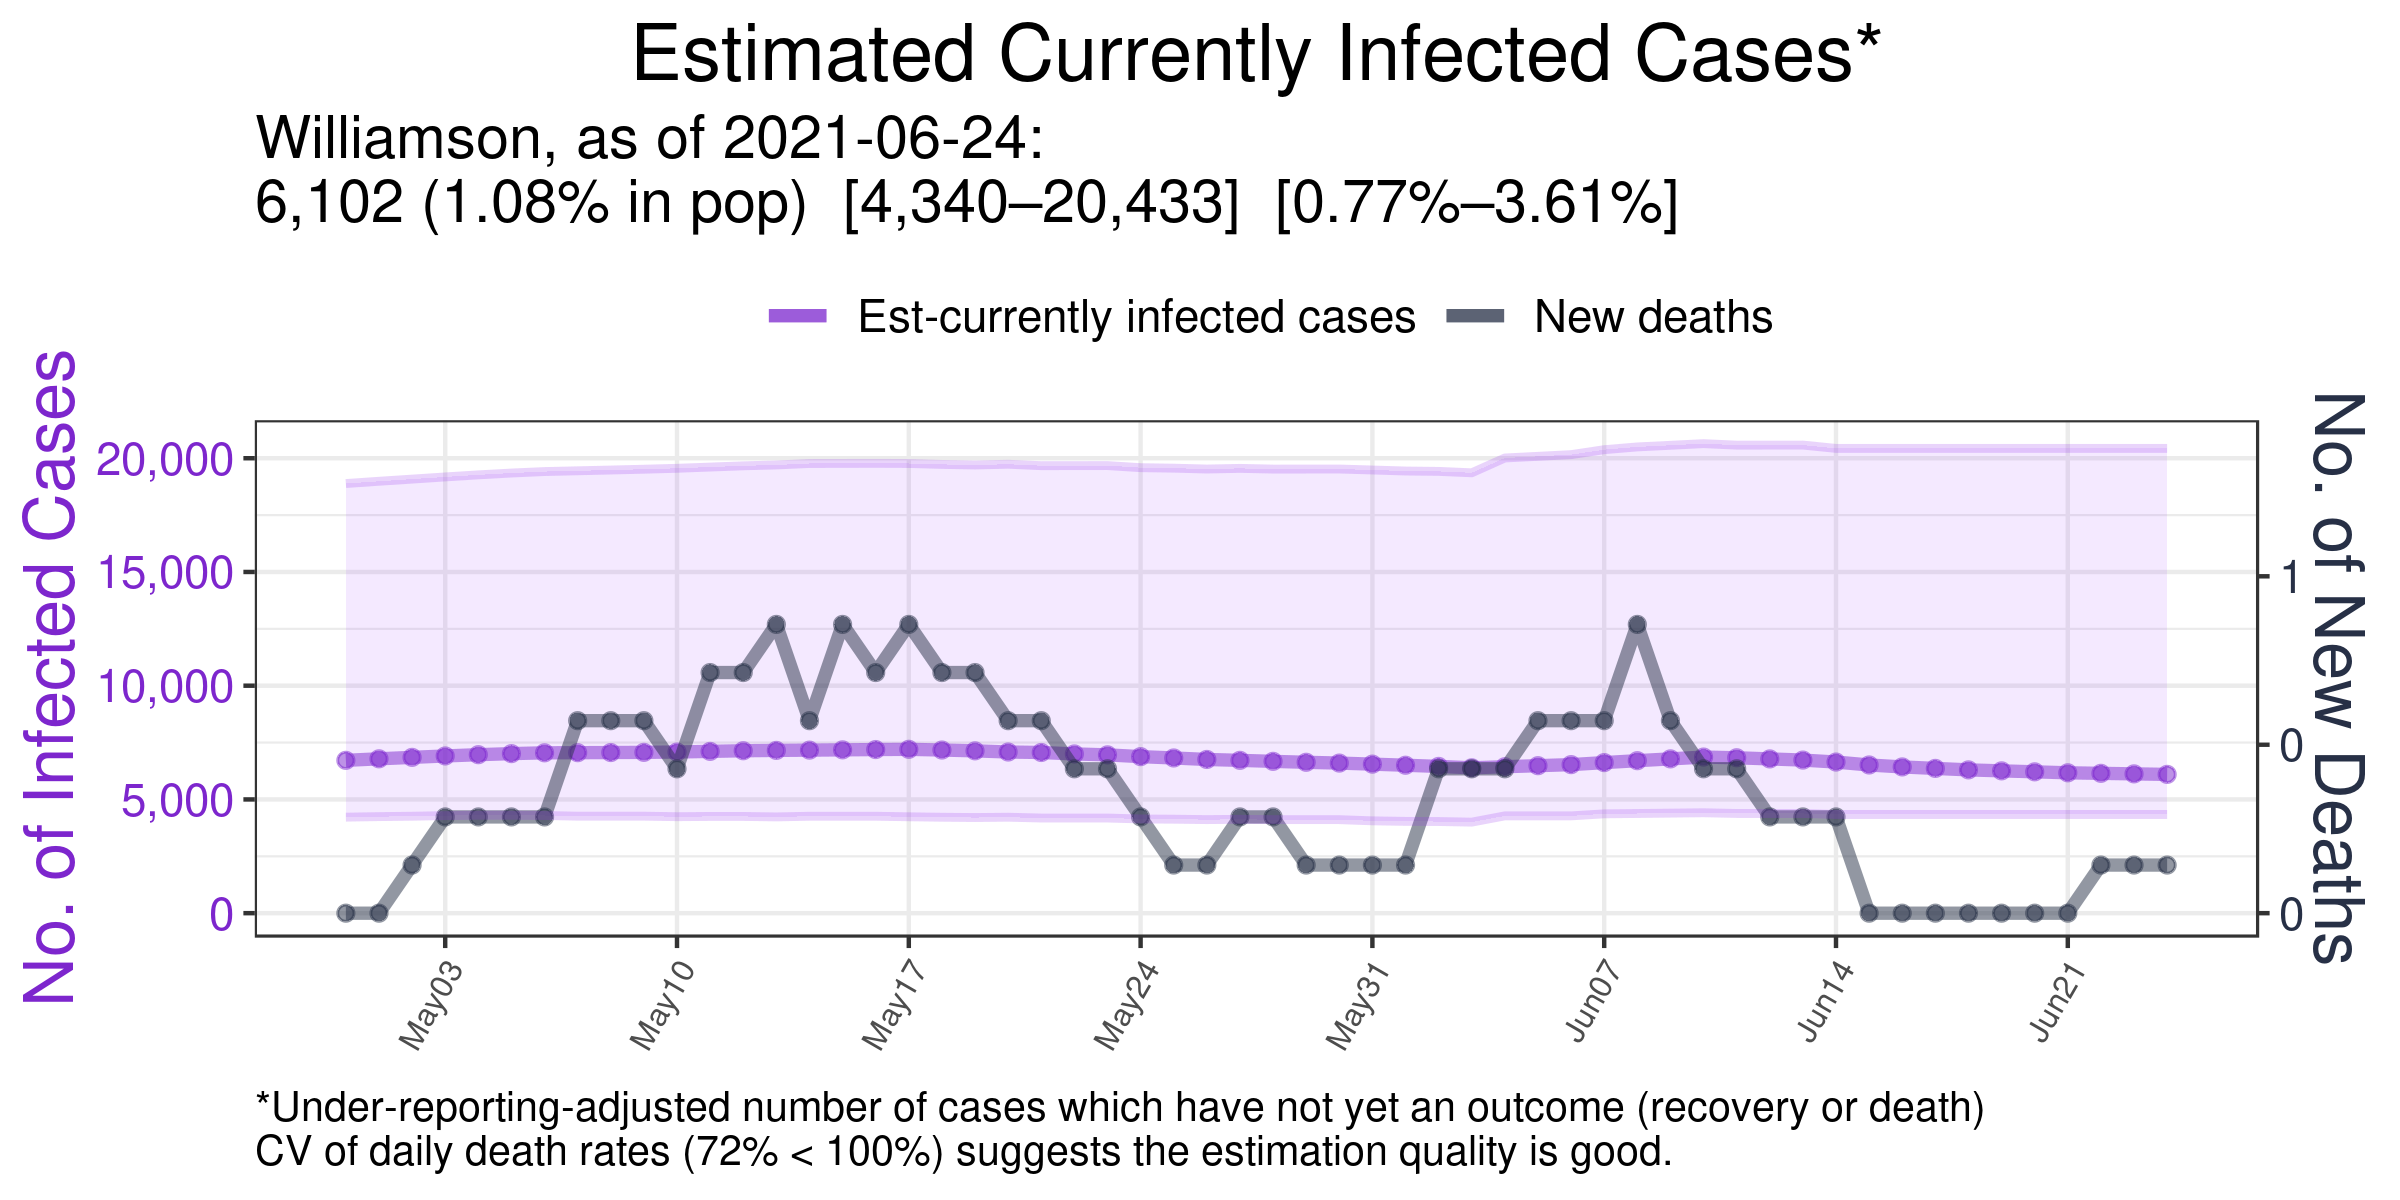 Estimated Currently Infected Cases*
Williamson, as of 2021-06-24:
6,102 (1.08% in pop)  [4,340–20,433]  [0.77%–3.61%]
Est-currently infected cases
New deaths
No. of Infected Cases
20,000
15,000
10,000
5,000
0
No. of New Deaths
1
0
0
May03
May10
May17
May24
May31
Jun07
Jun14
Jun21
*Under-reporting-adjusted number of cases which have not yet an outcome (recovery or death)
CV of daily death rates (72% < 100%) suggests the estimation quality is good.